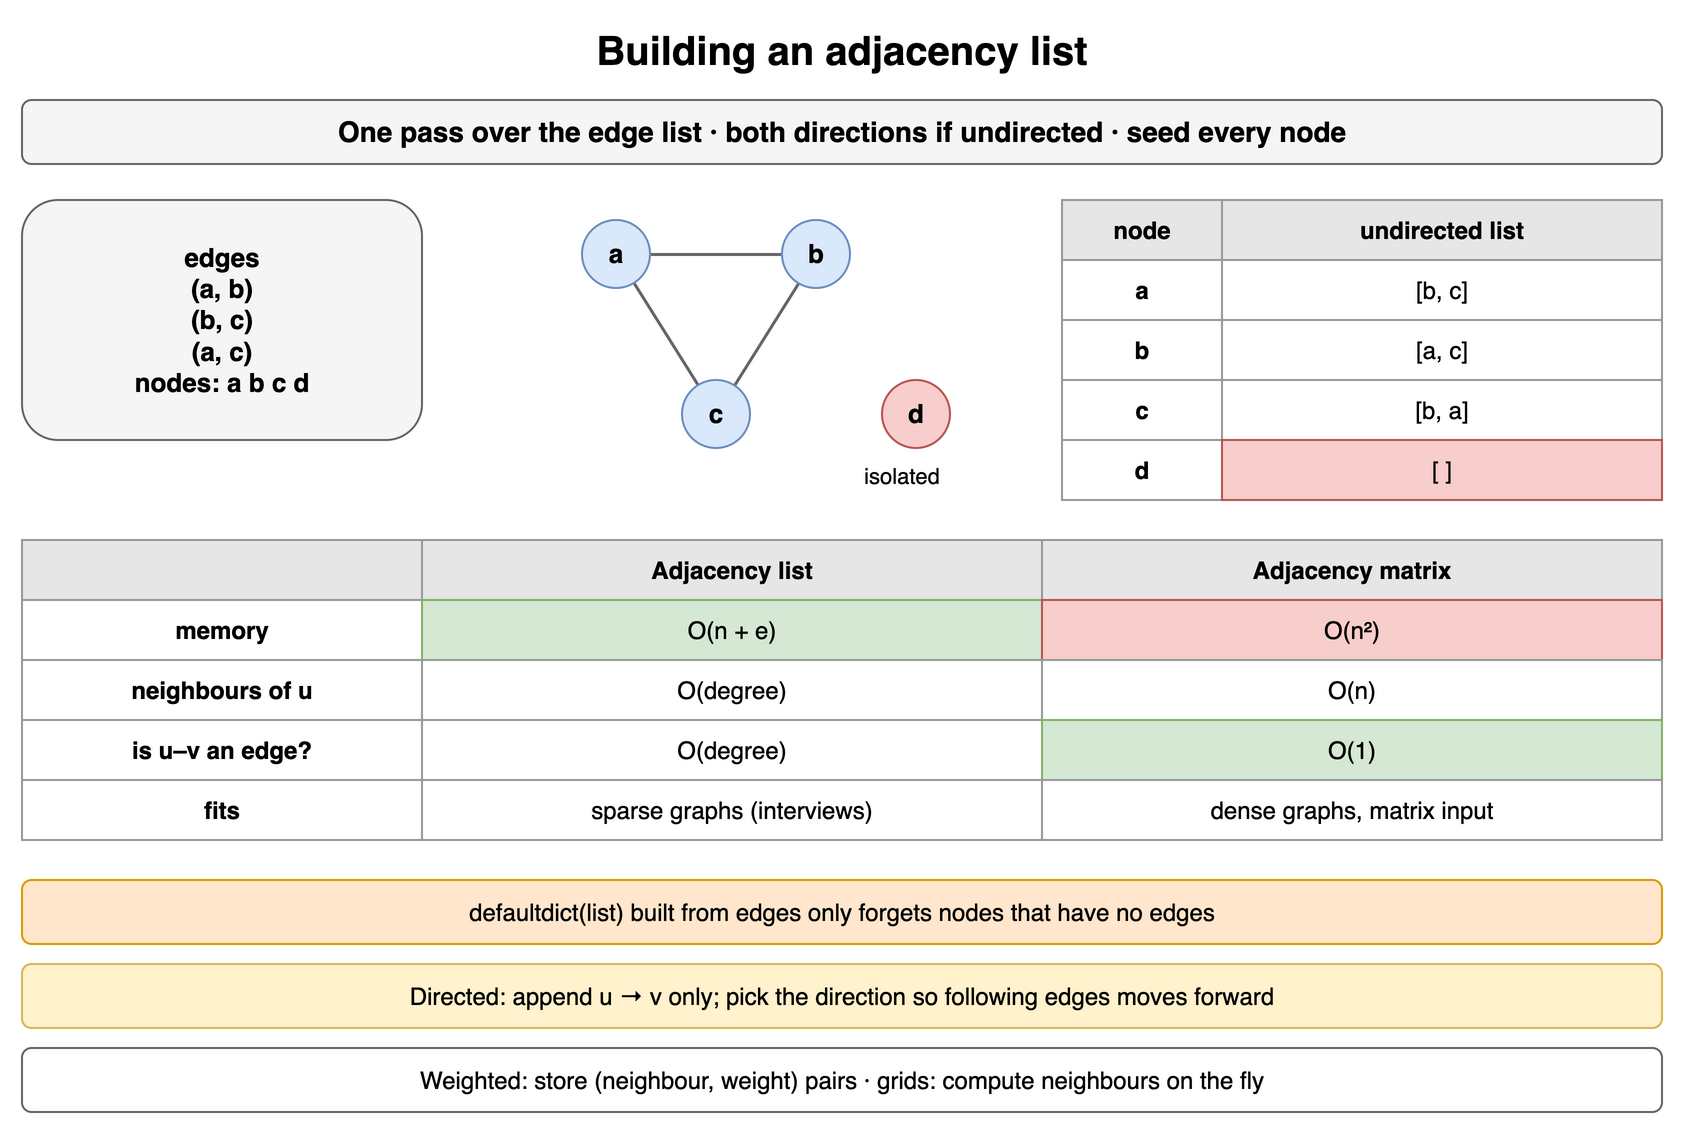 Building an adjacency list
One pass over the edge list · both directions if undirected · seed every node
edges
(a, b)
(b, c)
(a, c)
nodes: a b c d
a
b
c
d
isolated
node undirected list
a [b, c]
b [a, c]
c [b, a]
d [ ]
Adjacency list Adjacency matrix
memory O(n + e) O(n²)
neighbours of u O(degree) O(n)
is u–v an edge? O(degree) O(1)
fits sparse graphs (interviews) dense graphs, matrix input
defaultdict(list) built from edges only forgets nodes that have no edges
Directed: append u → v only; pick the direction so following edges moves forward
Weighted: store (neighbour, weight) pairs · grids: compute neighbours on the fly